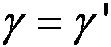 γ = γ'